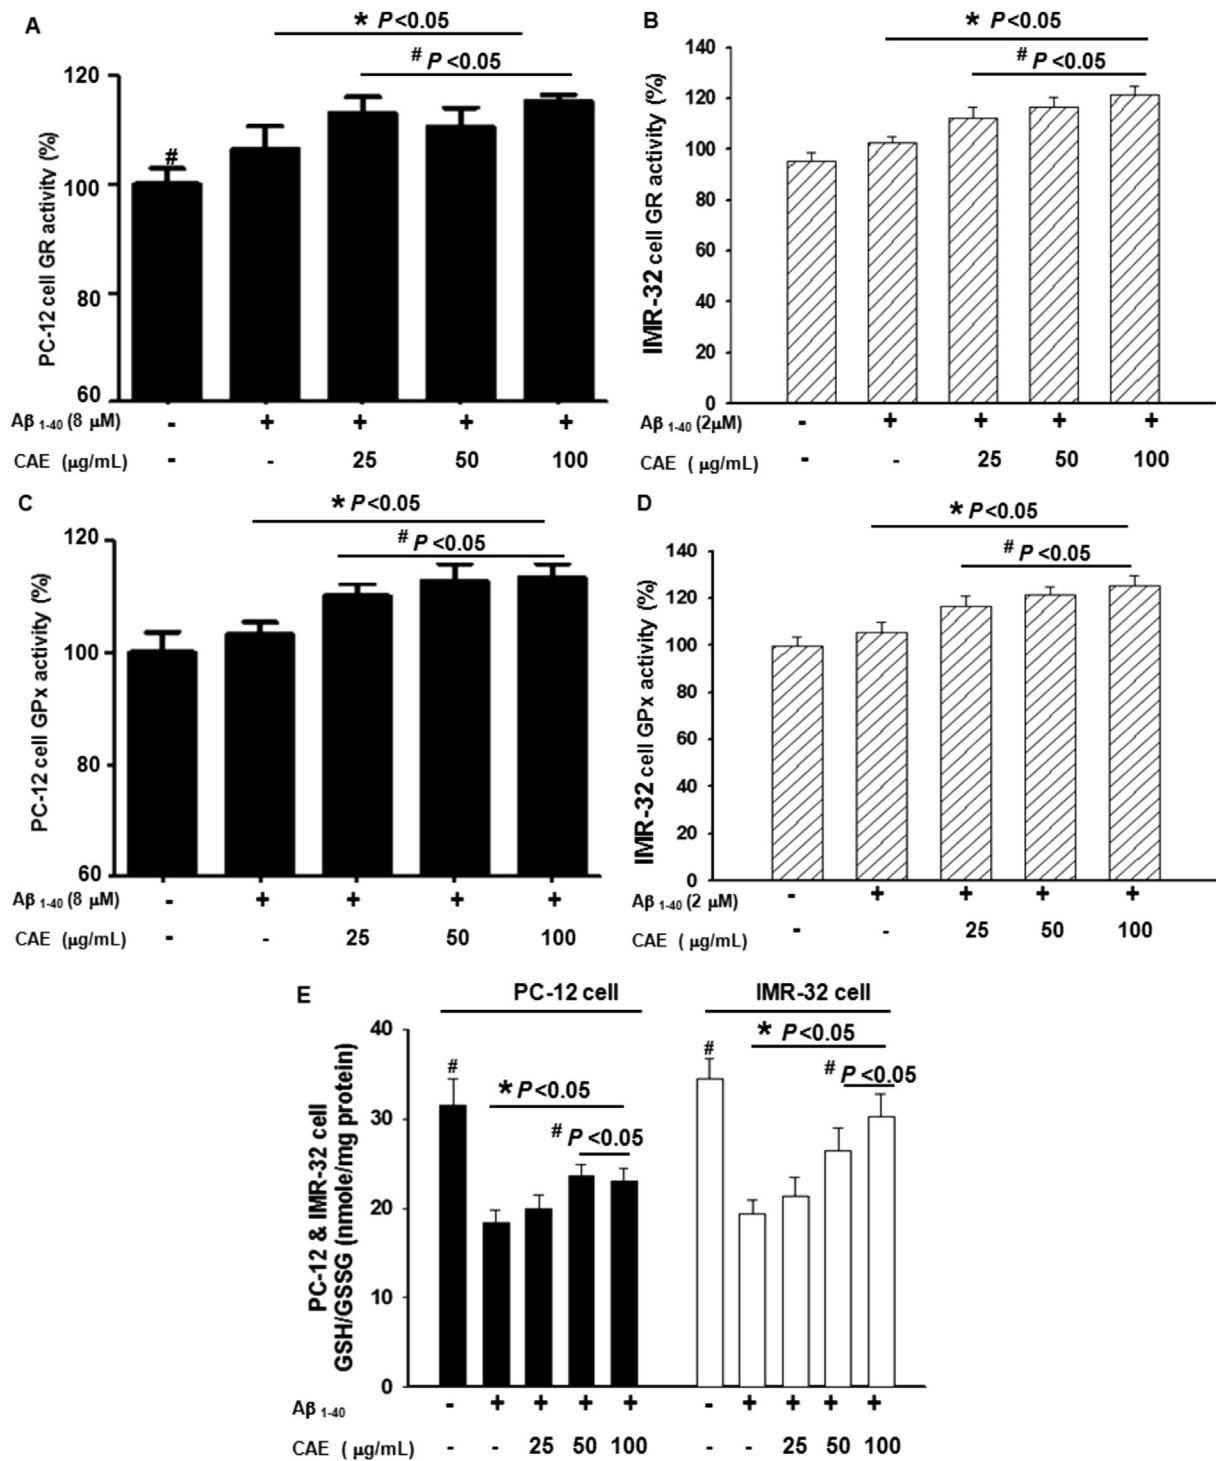 A
* P<0.05
# P <0.05
PC-12 cell GR activity (%)
120
100
80
60
#
Aβ 1-40 (8 μM) - + + + +
CAE (μg/mL) - - 25 50 100
B
* P<0.05
# P <0.05
IMR-32 cell GR activity (%)
140
120
100
80
60
40
20
0
Aβ 1-40 (2μM) - + + + +
CAE ( μg/mL) - - 25 50 100
C
* P<0.05
# P <0.05
PC-12 cell GPx activity (%)
120
100
80
60
Aβ 1-40 (8 μM) - + + + +
CAE (μg/mL) - - 25 50 100
D
* P<0.05
# P <0.05
IMR-32 cell GPx activity (%)
140
120
100
80
60
40
20
0
Aβ 1-40 (2 μM) - + + + +
CAE ( μg/mL) - - 25 50 100
E
PC-12 cell IMR-32 cell
PC-12 & IMR-32 cell
GSH/GSSG (nmole/mg protein)
40
30
20
10
0
#
* P<0.05
# P <0.05
#
* P<0.05
# P <0.05
Aβ 1-40 - + + + + - + + + +
CAE ( μg/mL) - - 25 50 100 - - 25 50 100